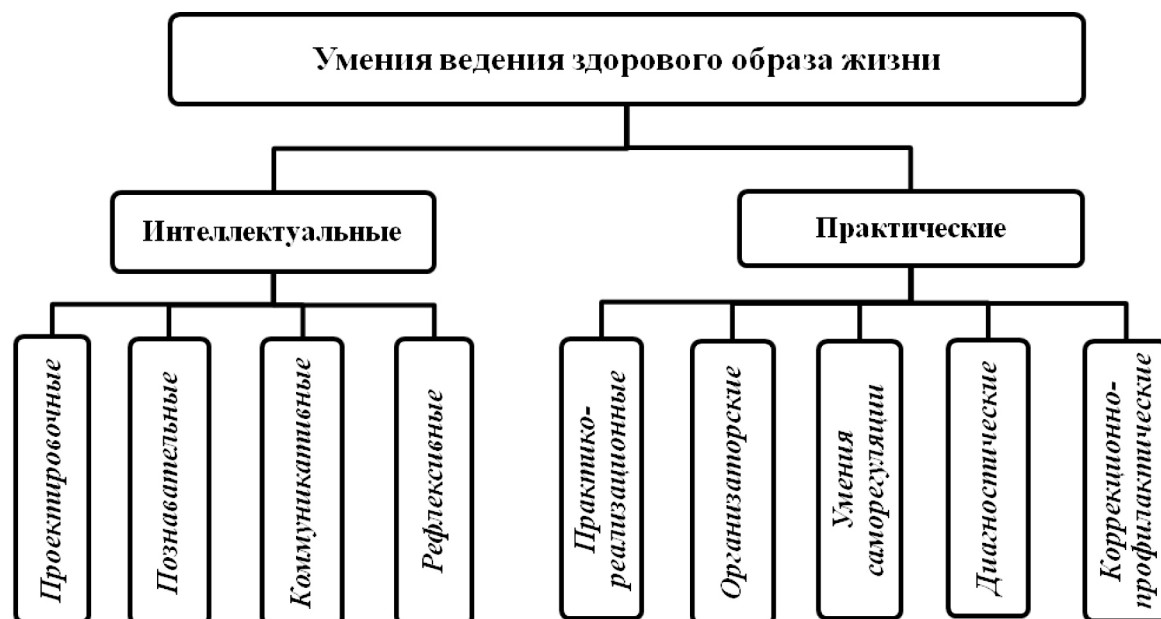 Умения ведения здорового образа жизни
Интеллектуальные
Практические
Проектировочные
Познавательные
Коммуникативные
Рефлексивные
Практико-
реализационные
Организаторские
Умения
саморегуляции
Диагностические
Коррекционно-
профилактические